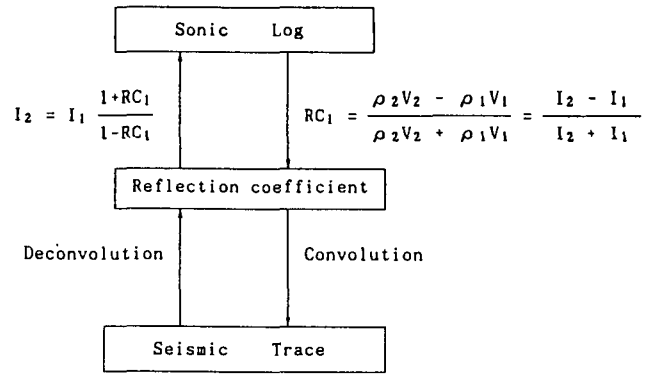 Sonic Log
I₂ = I₁ 1+RC₁ / 1-RC₁
RC₁ = ρ₂V₂ - ρ₁V₁ / ρ₂V₂ + ρ₁V₁ = I₂ - I₁ / I₂ + I₁
Reflection coefficient
Deconvolution
Convolution
Seismic Trace